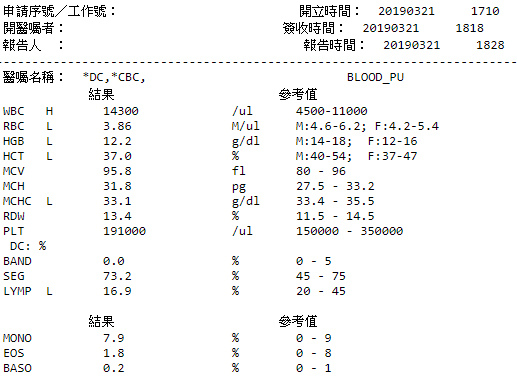 申請序號／工作號： 開立時間： 20190321 1710
開醫囑者： 簽收時間： 20190321 1818
報告人 ： 報告時間： 20190321 1828
醫囑名稱： *DC,*CBC, BLOOD_PU
結果 參考值
WBC H 14300 /ul 4500-11000
RBC L 3.86 M/ul M:4.6-6.2; F:4.2-5.4
HGB L 12.2 g/dl M:14-18; F:12-16
HCT L 37.0 % M:40-54; F:37-47
MCV 95.8 fl 80 - 96
MCH 31.8 pg 27.5 - 33.2
MCHC L 33.1 g/dl 33.4 - 35.5
RDW 13.4 % 11.5 - 14.5
PLT 191000 /ul 150000 - 350000
DC: %
BAND 0.0 % 0 - 5
SEG 73.2 % 45 - 75
LYMP L 16.9 % 20 - 45
結果 參考值
MONO 7.9 % 0 - 9
EOS 1.8 % 0 - 8
BASO 0.2 % 0 - 1